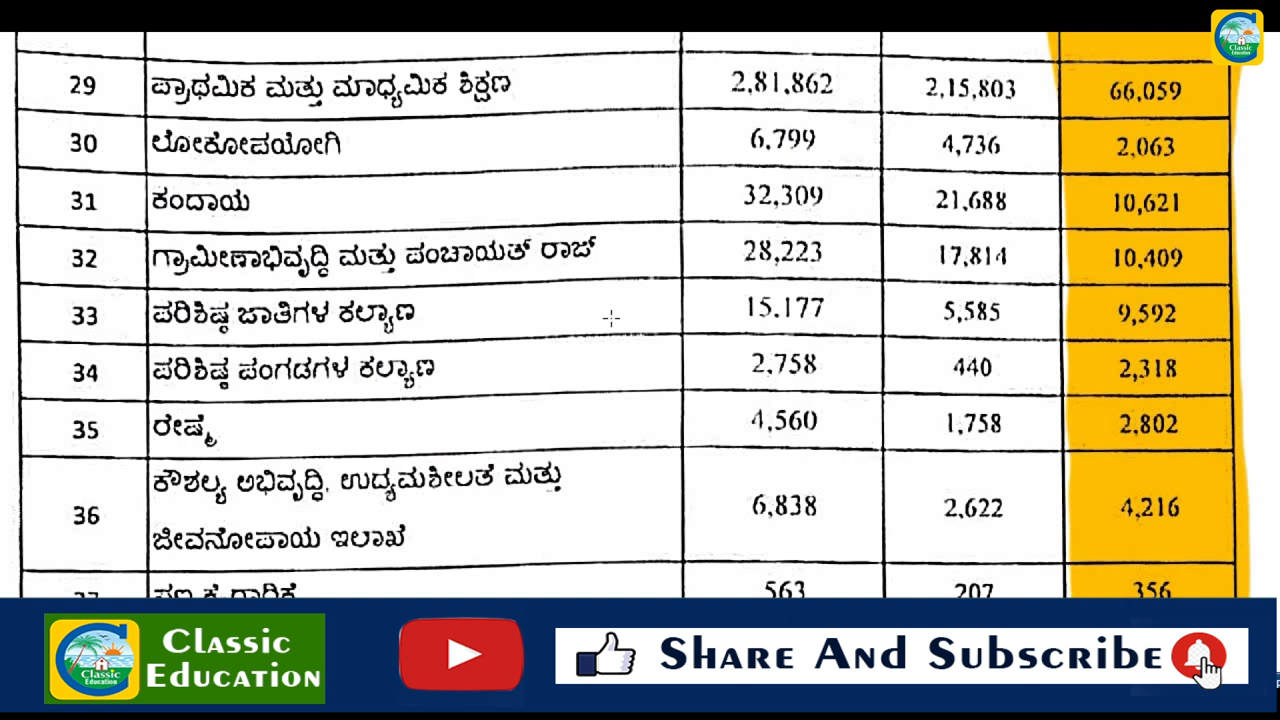 Classic
Education
29 ಪ್ರಾಥಮಿಕ ಮತ್ತು ಮಾಧ್ಯಮಿಕ ಶಿಕ್ಷಣ 2,81,862 2,15,803 66,059
30 ಲೋಕೋಪಯೋಗಿ 6,799 4,736 2,063
31 ಕಂದಾಯ 32,309 21,688 10,621
32 ಗ್ರಾಮೀಣಾಭಿವೃದ್ಧಿ ಮತ್ತು ಪಂಚಾಯತ್ ರಾಜ್ 28,223 17,814 10,409
33 ಪರಿಶಿಷ್ಠ ಜಾತಿಗಳ ಕಲ್ಯಾಣ 15.177 5,585 9,592
34 ಪರಿಶಿಷ್ಠ ಪಂಗಡಗಳ ಕಲ್ಯಾಣ 2,758 440 2,318
35 ರೇಷ್ಮೆ 4,560 1,758 2,802
36 ಕೌಶಲ್ಯ ಅಭಿವೃದ್ಧಿ, ಉದ್ಯಮಶೀಲತೆ ಮತ್ತು 6,838 2,622 4,216
ಜೀವನೋಪಾಯ ಇಲಾಖೆ
563 207 356
Classic
Education
Classic
Education
Share And Subscribe